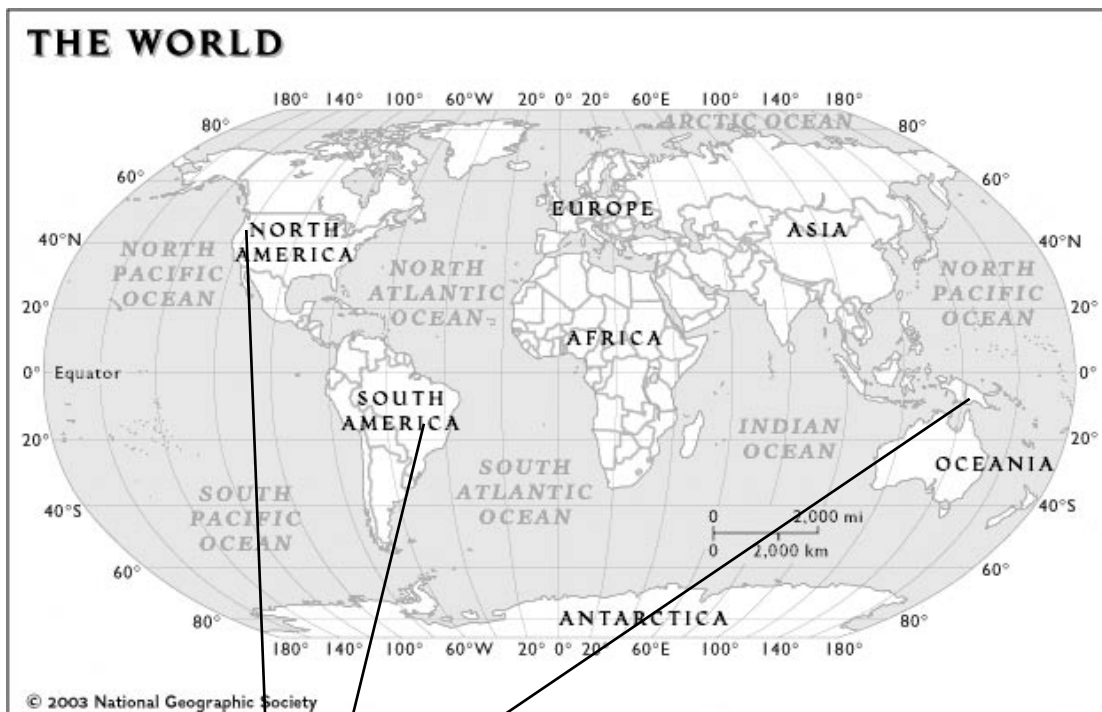 THE WORLD
180° 140° 100° 60°W 20° 0° 20° 60°E 100° 140° 180°
80° ARCTIC OCEAN 80°
60° 60°
EUROPE
NORTH AMERICA
ASIA
40°N 40°N
NORTH PACIFIC OCEAN
NORTH ATLANTIC OCEAN
NORTH PACIFIC OCEAN
20° 20°
AFRICA
0° Equator 0°
SOUTH AMERICA
INDIAN OCEAN
20° 20°
OCEANIA
SOUTH PACIFIC OCEAN
SOUTH ATLANTIC OCEAN
40°S 40°S
0 2,000 mi
0 2,000 km
60° 60°
ANTARCTICA
80° 80°
180° 140° 100° 60°W 20° 0° 20° 60°E 100° 140° 180°
© 2003 National Geographic Society